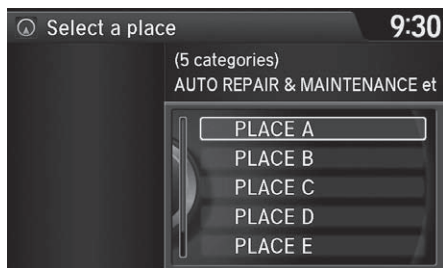 Select a place 9:30
(5 categories)
AUTO REPAIR & MAINTENANCE et
PLACE A
PLACE B
PLACE C
PLACE D
PLACE E